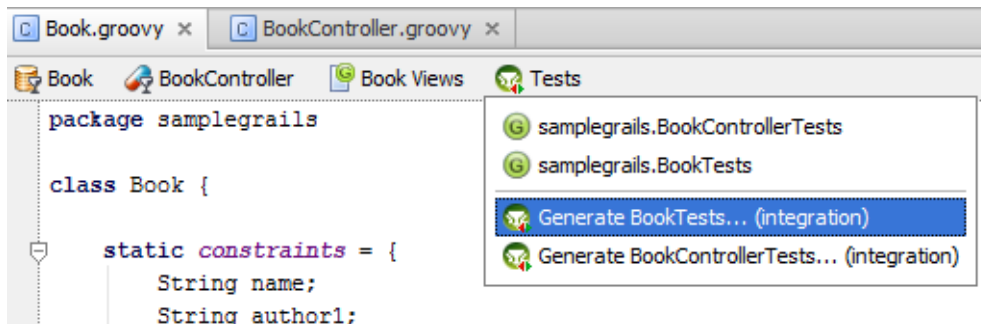 Book.groovy
BookController.groovy
Book
BookController
Book Views
Tests
package samplegrails
class Book {
static constraints = {
String name;
String author1;
samplegrails.BookControllerTests
samplegrails.BookTests
Generate BookTests... (integration)
Generate BookControllerTests... (integration)